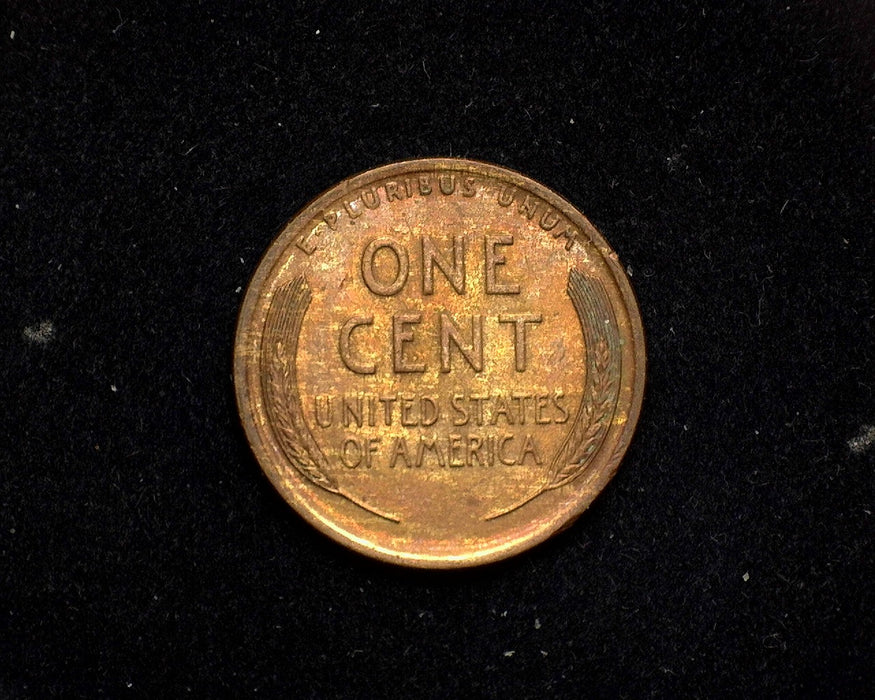 E·PLURIBUS·UNUM
ONE
CENT
UNITED STATES
OF AMERICA